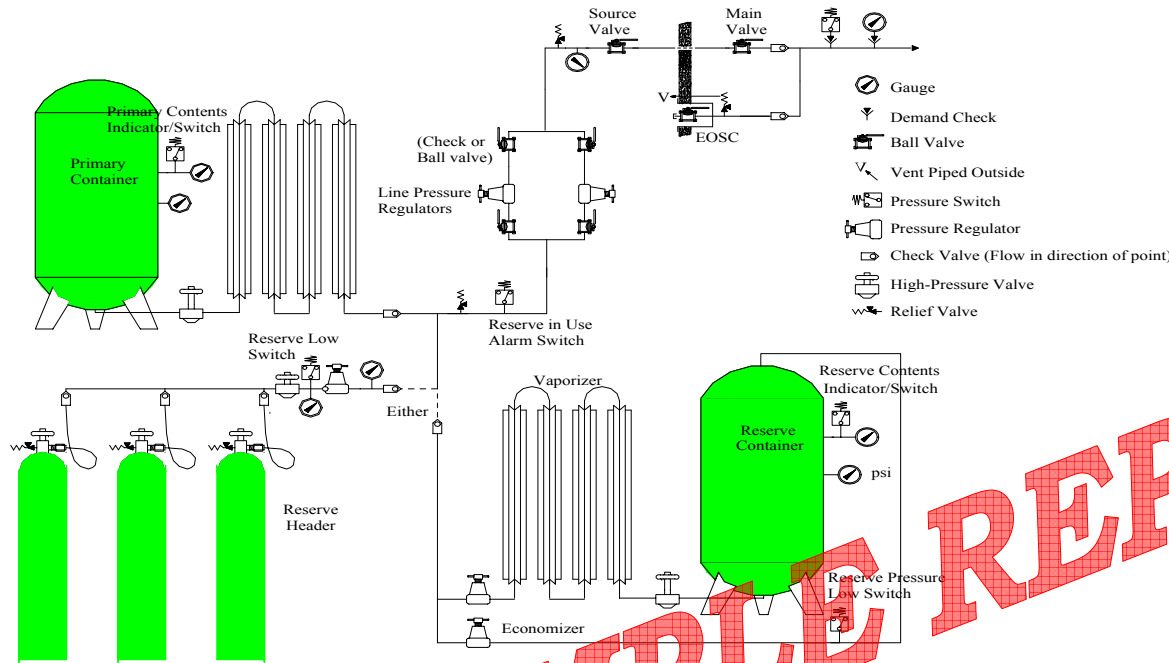 Source
Valve
Main
Valve
Primary Contents
Indicator/Switch
Primary
Container
(Check or
Ball valve)
Line Pressure
Regulators
V
EOSC
Gauge
Demand Check
Ball Valve
V
Vent Piped Outside
Pressure Switch
Pressure Regulator
Check Valve (Flow in direction of point)
High-Pressure Valve
Relief Valve
Reserve in Use
Alarm Switch
Reserve Low
Switch
Either
Vaporizer
Reserve Contents
Indicator/Switch
Reserve
Container
psi
Reserve
Header
Reserve Pressure
Low Switch
Economizer